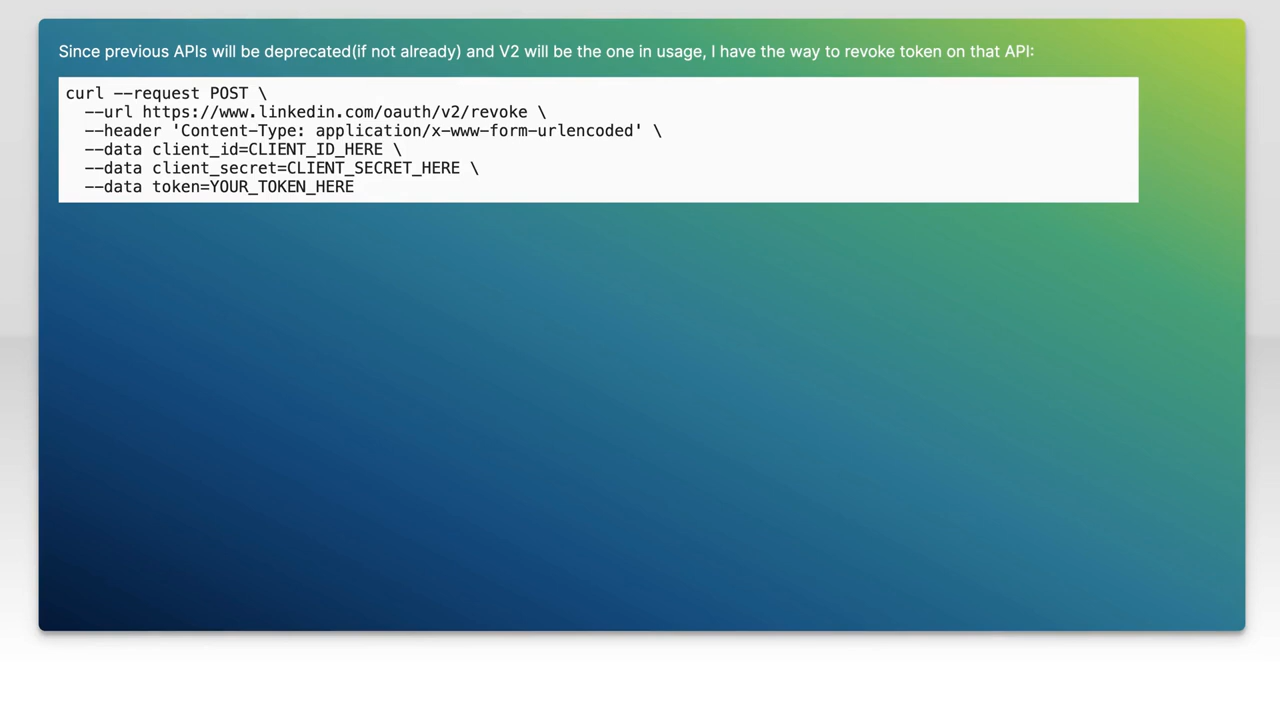 Since previous APIs will be deprecated(if not already) and V2 will be the one in usage, I have the way to revoke token on that API:
curl --request POST \
  --url https://www.linkedin.com/oauth/v2/revoke \
  --header 'Content-Type: application/x-www-form-urlencoded' \
  --data client_id=CLIENT_ID_HERE \
  --data client_secret=CLIENT_SECRET_HERE \
  --data token=YOUR_TOKEN_HERE